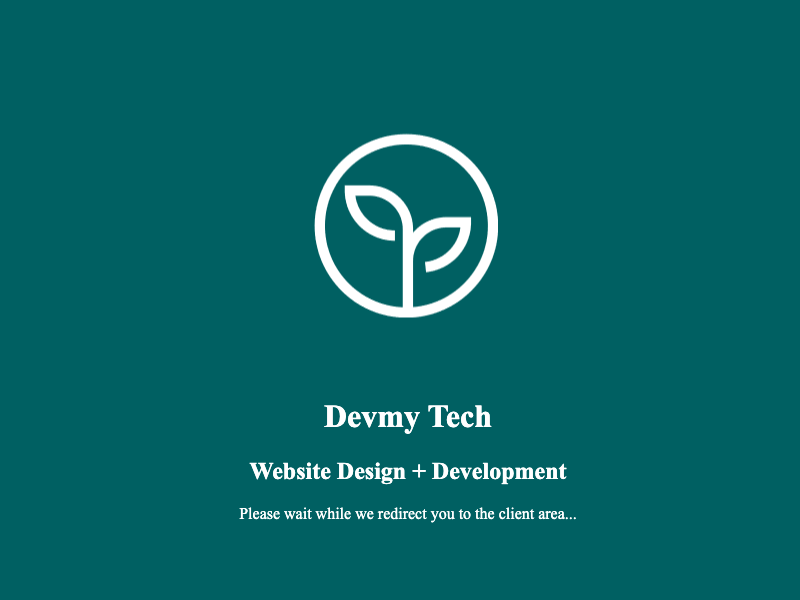 Devmy Tech
Website Design + Development
Please wait while we redirect you to the client area...